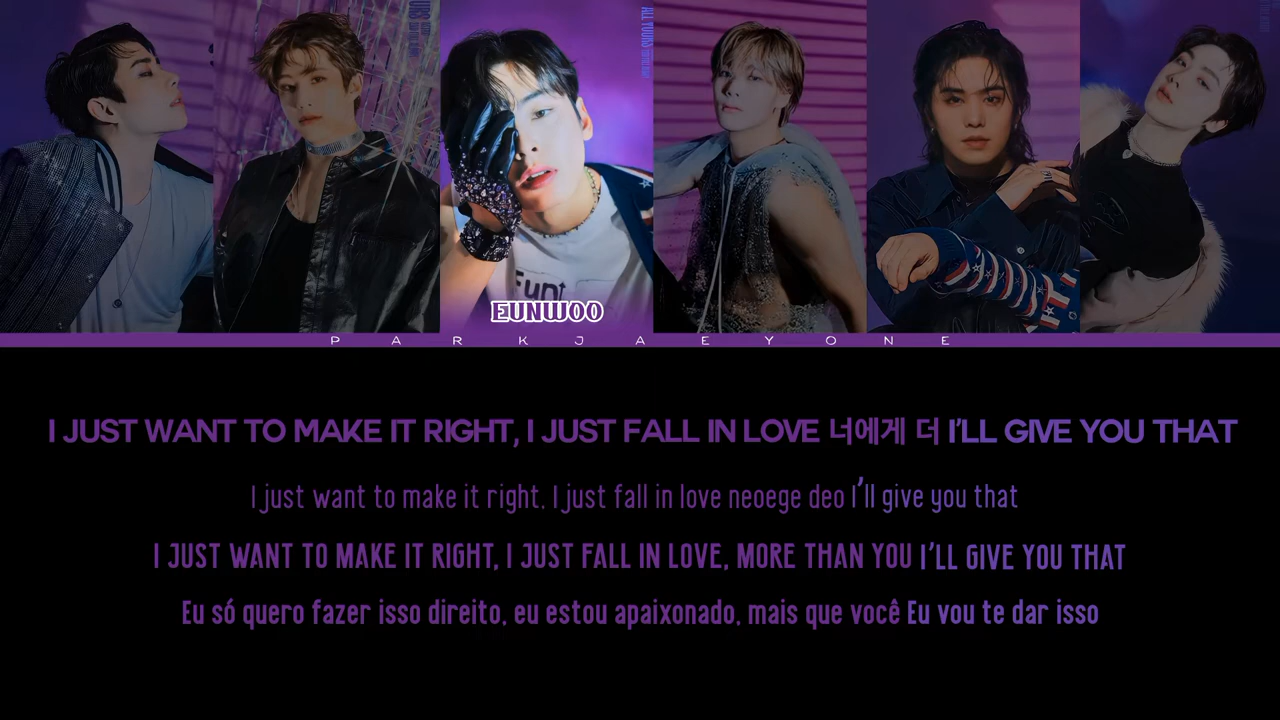 ALL YOURS
EUNWOO
PARKJAEYONE
I JUST WANT TO MAKE IT RIGHT, I JUST FALL IN LOVE 너에게 더 I'LL GIVE YOU THAT
I just want to make it right, I just fall in love neoege deo I'll give you that
I JUST WANT TO MAKE IT RIGHT, I JUST FALL IN LOVE, MORE THAN YOU I'LL GIVE YOU THAT
Eu só quero fazer isso direito, eu estou apaixonado, mais que você Eu vou te dar isso